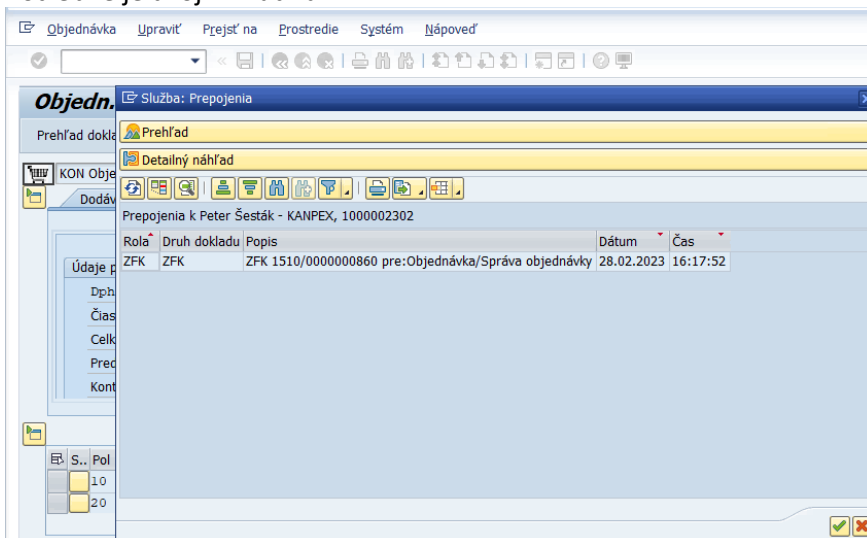 Objednávka Upraviť Prejsť na Prostredie Systém Nápoveď
Objedn.
Služba: Prepojenia
Prehľad dokla
Prehľad
Detailný náhľad
KON Obje
Dodáv
Prepojenia k Peter Šesták - KANPEX, 1000002302
Rola Druh dokladu Popis Dátum Čas
ZFK ZFK ZFK 1510/0000000860 pre:Objednávka/Správa objednávky 28.02.2023 16:17:52
Údaje p
Dph
Čias
Celk
Pred
Kont
S.. Pol
10
20